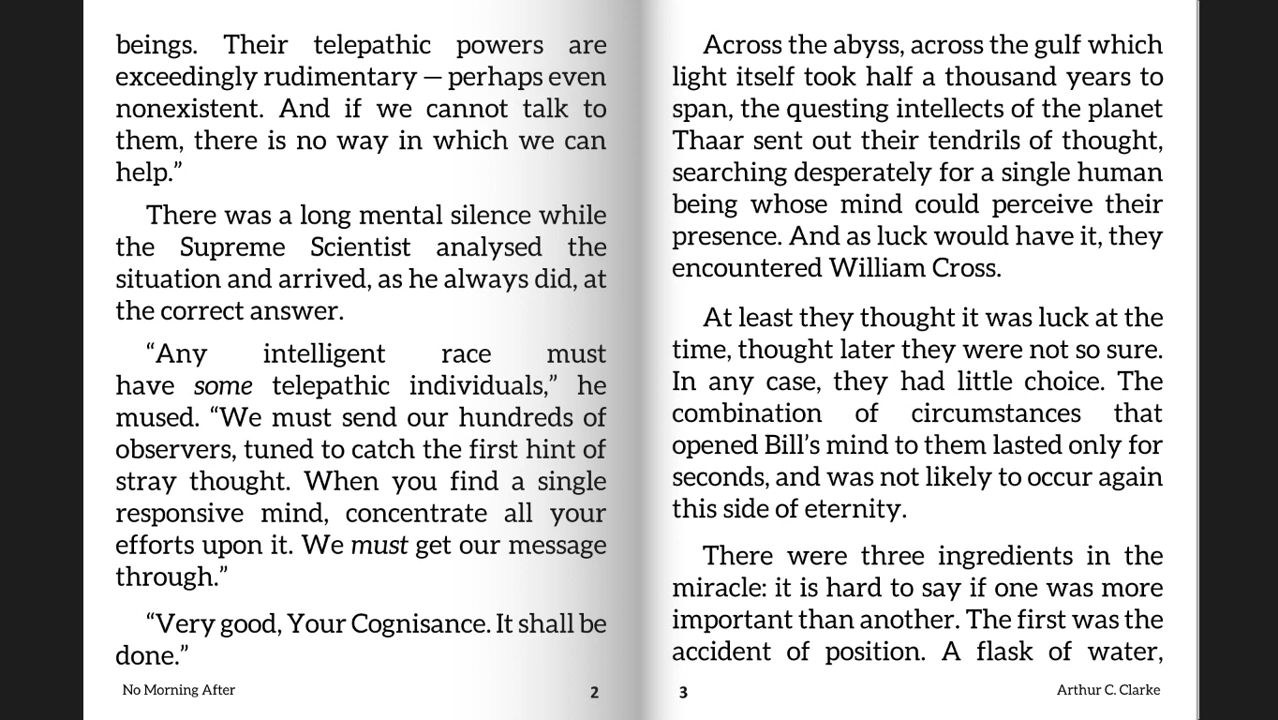 beings. Their telepathic powers are
exceedingly rudimentary — perhaps even
nonexistent. And if we cannot talk to
them, there is no way in which we can
help.”
There was a long mental silence while
the Supreme Scientist analysed the
situation and arrived, as he always did, at
the correct answer.
“Any intelligent race must
have some telepathic individuals,” he
mused. “We must send our hundreds of
observers, tuned to catch the first hint of
stray thought. When you find a single
responsive mind, concentrate all your
efforts upon it. We must get our message
through.”
“Very good, Your Cognisance. It shall be
done.”
No Morning After
2
Across the abyss, across the gulf which
light itself took half a thousand years to
span, the questing intellects of the planet
Thaar sent out their tendrils of thought,
searching desperately for a single human
being whose mind could perceive their
presence. And as luck would have it, they
encountered William Cross.
At least they thought it was luck at the
time, thought later they were not so sure.
In any case, they had little choice. The
combination of circumstances that
opened Bill’s mind to them lasted only for
seconds, and was not likely to occur again
this side of eternity.
There were three ingredients in the
miracle: it is hard to say if one was more
important than another. The first was the
accident of position. A flask of water,
3
Arthur C. Clarke